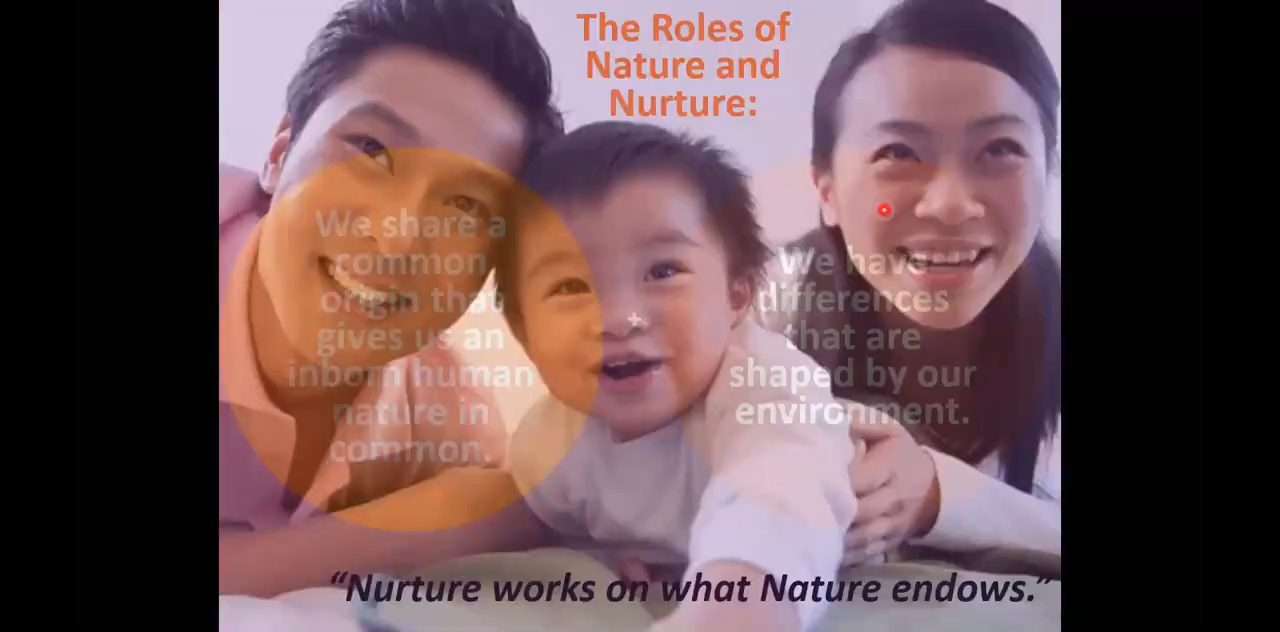 The Roles of
Nature and
Nurture:
We share a
common
origin that
gives us an
inborn human
nature in
common.
We have
differences
that are
shaped by our
environment.
“Nurture works on what Nature endows.”